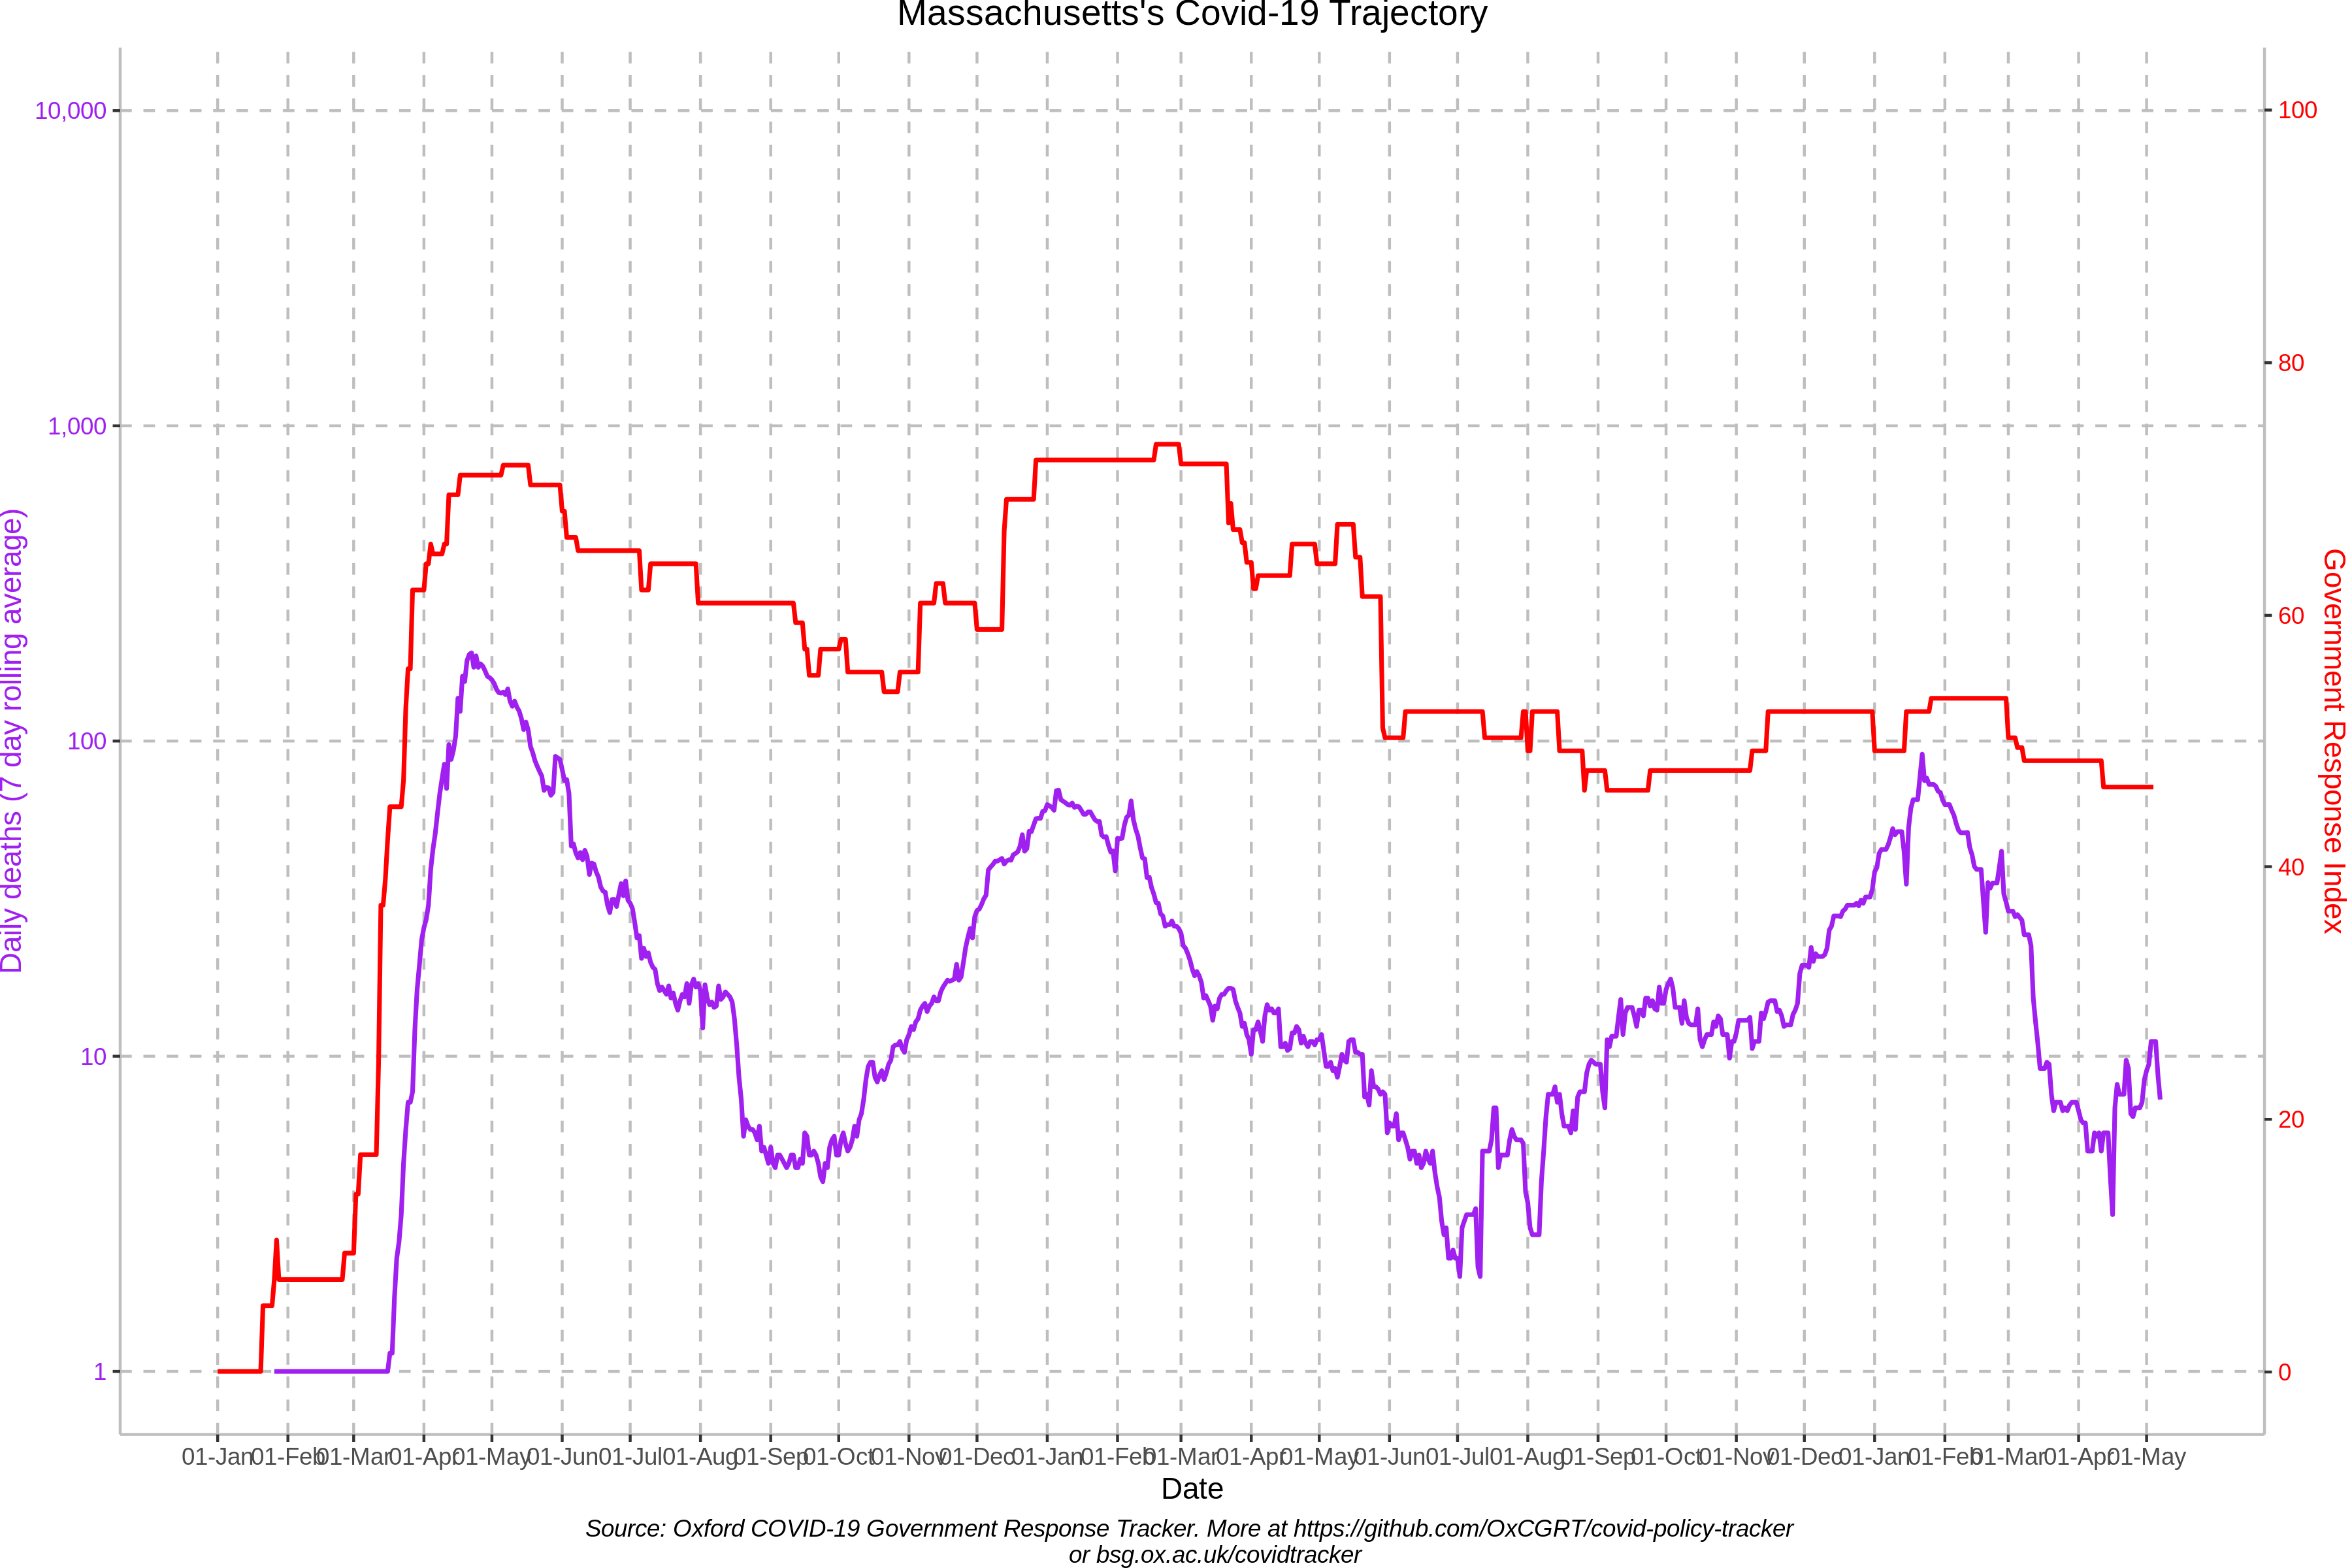 Massachusetts's Covid-19 Trajectory
10,000
1,000
100
10
1
Daily deaths (7 day rolling average)
100
80
60
40
20
0
Government Response Index
01-Jan 01-Feb 01-Mar 01-Apr 01-May 01-Jun 01-Jul 01-Aug 01-Sep 01-Oct 01-Nov 01-Dec 01-Jan 01-Feb 01-Mar 01-Apr 01-May 01-Jun 01-Jul 01-Aug 01-Sep 01-Oct 01-Nov 01-Dec 01-Jan 01-Feb 01-Mar 01-Apr 01-May
Date
Source: Oxford COVID-19 Government Response Tracker. More at https://github.com/OxCGRT/covid-policy-tracker
or bsg.ox.ac.uk/covidtracker